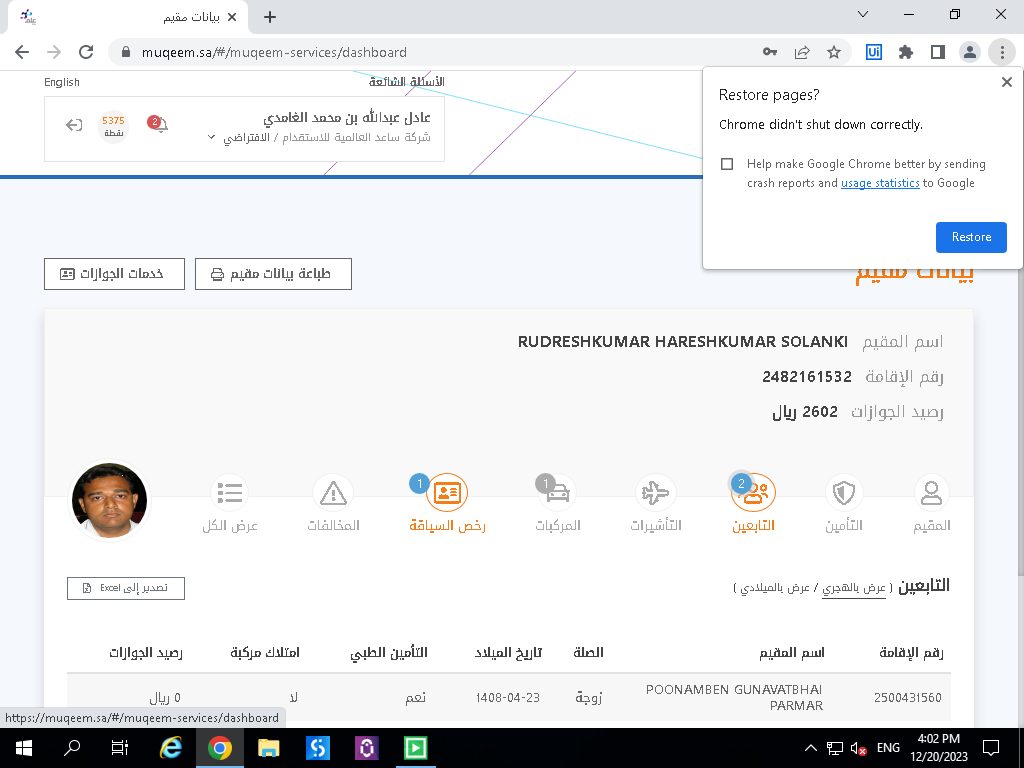 بيانات مقيم
muqeem.sa/#/muqeem-services/dashboard
Restore pages?
Chrome didn't shut down correctly.
Help make Google Chrome better by sending
crash reports and usage statistics to Google
Restore
English
الأسئلة الشائعة
عادل عبدالله بن محمد الغامدي
شركة ساعد العالمية للاستقدام / الافتراضي
2
5375
نقطة
بيانات مقيم
طباعة بيانات مقيم
خدمات الجوازات
اسم المقيم RUDRESHKUMAR HARESHKUMAR SOLANKI
رقم الإقامة 2482161532
رصيد الجوازات 2602 ريال
2
1
1
المقيم
التأمين
التابعين
التأشيرات
المركبات
رخص السياقة
المخالفات
عرض الكل
التابعين ( عرض بالهجري / عرض بالميلادي )
تصدير إلى Excel
رقم الإقامة اسم المقيم الصلة تاريخ الميلاد التأمين الطبي امتلاك مركبة رصيد الجوازات
2500431560 POONAMBEN GUNAVATBHAI زوجة 1408-04-23 نعم لا 0 ريال
PARMAR
https://muqeem.sa/#/muqeem-services/dashboard
ENG
4:02 PM
12/20/2023